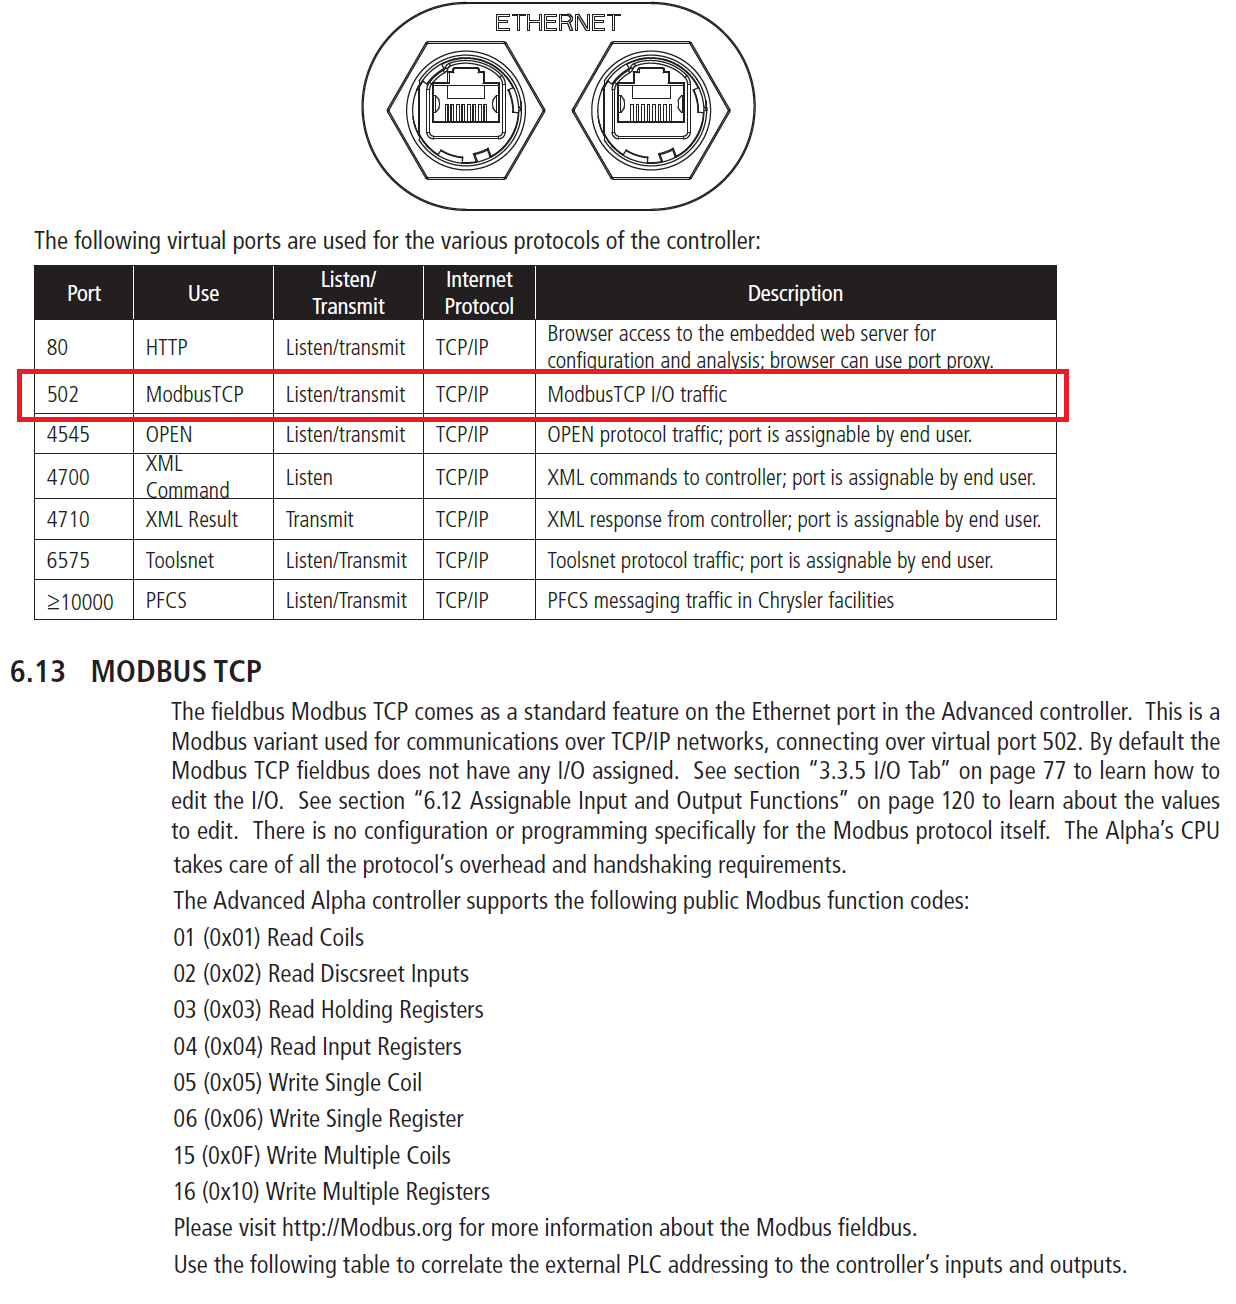 ETHERNET
The following virtual ports are used for the various protocols of the controller:
Port Use Listen/ Transmit Internet Protocol Description
80 HTTP Listen/transmit TCP/IP Browser access to the embedded web server for
configuration and analysis; browser can use port proxy.
502 ModbusTCP Listen/transmit TCP/IP ModbusTCP I/O traffic
4545 OPEN Listen/transmit TCP/IP OPEN protocol traffic; port is assignable by end user.
4700 XML Command Listen TCP/IP XML commands to controller; port is assignable by end user.
4710 XML Result Transmit TCP/IP XML response from controller; port is assignable by end user.
6575 Toolsnet Listen/Transmit TCP/IP Toolsnet protocol traffic; port is assignable by end user.
≥10000 PFCS Listen/Transmit TCP/IP PFCS messaging traffic in Chrysler facilities
6.13 MODBUS TCP
The fieldbus Modbus TCP comes as a standard feature on the Ethernet port in the Advanced controller. This is a
Modbus variant used for communications over TCP/IP networks, connecting over virtual port 502. By default the
Modbus TCP fieldbus does not have any I/O assigned. See section “3.3.5 I/O Tab” on page 77 to learn how to
edit the I/O. See section “6.12 Assignable Input and Output Functions” on page 120 to learn about the values
to edit. There is no configuration or programming specifically for the Modbus protocol itself. The Alpha’s CPU
takes care of all the protocol’s overhead and handshaking requirements.
The Advanced Alpha controller supports the following public Modbus function codes:
01 (0x01) Read Coils
02 (0x02) Read Discsreet Inputs
03 (0x03) Read Holding Registers
04 (0x04) Read Input Registers
05 (0x05) Write Single Coil
06 (0x06) Write Single Register
15 (0x0F) Write Multiple Coils
16 (0x10) Write Multiple Registers
Please visit http://Modbus.org for more information about the Modbus fieldbus.
Use the following table to correlate the external PLC addressing to the controller’s inputs and outputs.